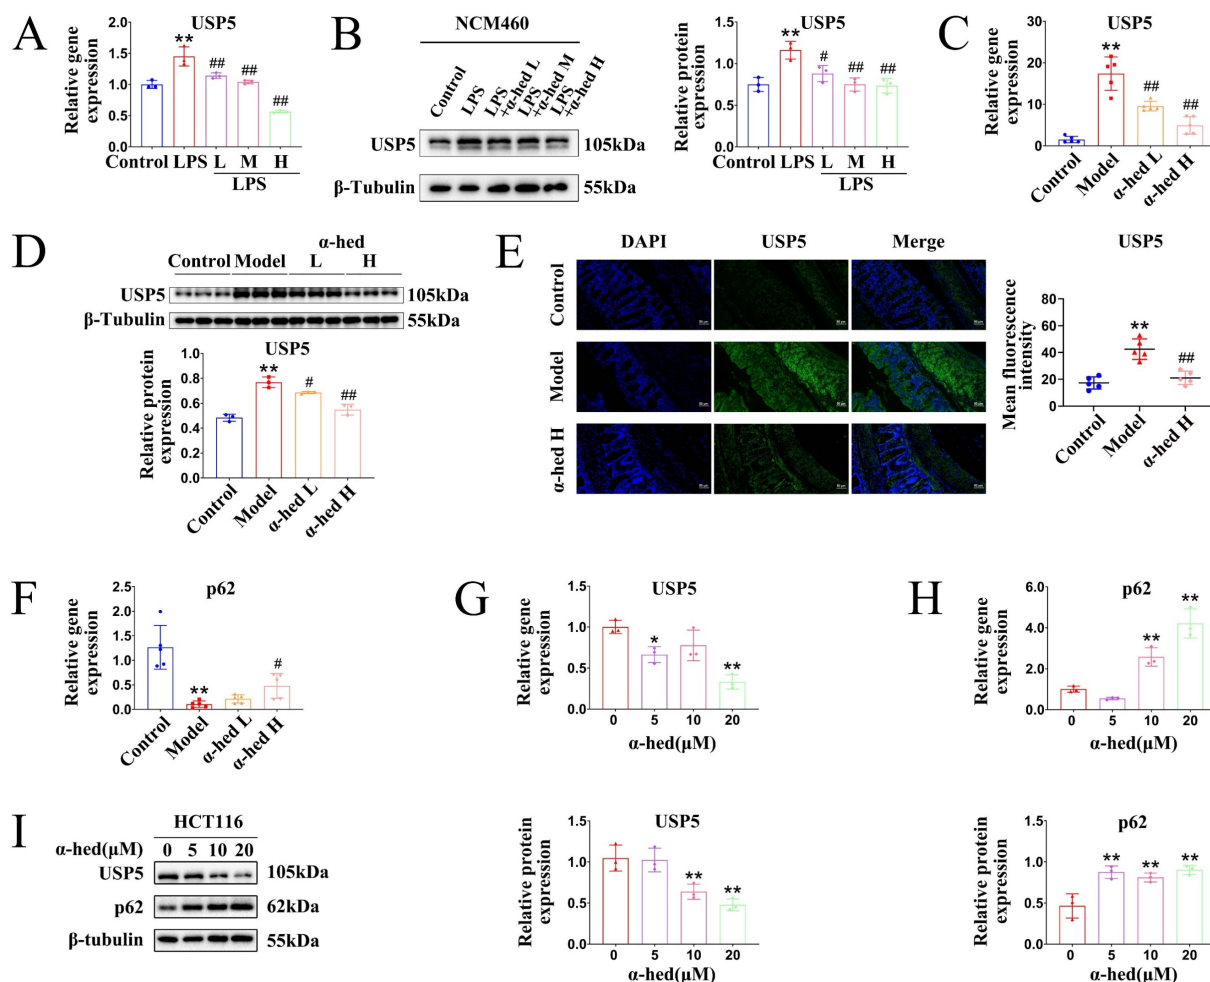 A
USP5
Relative gene
expression
2.0
1.5
1.0
0.5
0.0
**
##
##
##
Control LPS L M H
LPS
B
NCM460
Control
LPS
LPS
+α-hed L
LPS
+α-hed M
LPS
+α-hed H
USP5
105kDa
β-Tubulin
55kDa
USP5
Relative protein
expression
1.5
1.0
0.5
0.0
**
#
##
##
Control LPS L M H
LPS
C
USP5
Relative gene
expression
30
20
10
0
**
##
##
Control
Model
α-hed L
α-hed H
D
α-hed
Control Model L H
USP5
105kDa
β-Tubulin
55kDa
USP5
Relative protein
expression
1.0
0.8
0.6
0.4
0.2
0.0
**
#
##
Control
Model
α-hed L
α-hed H
E
DAPI USP5 Merge
Control
Model
α-hed H
USP5
Mean fluorescence
intensity
80
60
40
20
0
**
##
Control
Model
α-hed H
F
p62
Relative gene
expression
2.5
2.0
1.5
1.0
0.5
0.0
**
#
Control
Model
α-hed L
α-hed H
G
USP5
Relative gene
expression
1.5
1.0
0.5
0.0
*
**
0 5 10 20
α-hed(μM)
H
p62
Relative gene
expression
6.0
4.0
2.0
0.0
**
**
0 5 10 20
α-hed(μM)
I
HCT116
α-hed(μM) 0 5 10 20
USP5
105kDa
p62
62kDa
β-tubulin
55kDa
USP5
Relative protein
expression
1.5
1.0
0.5
0.0
**
**
0 5 10 20
α-hed(μM)
p62
Relative protein
expression
1.5
1.0
0.5
0.0
**
**
**
0 5 10 20
α-hed(μM)